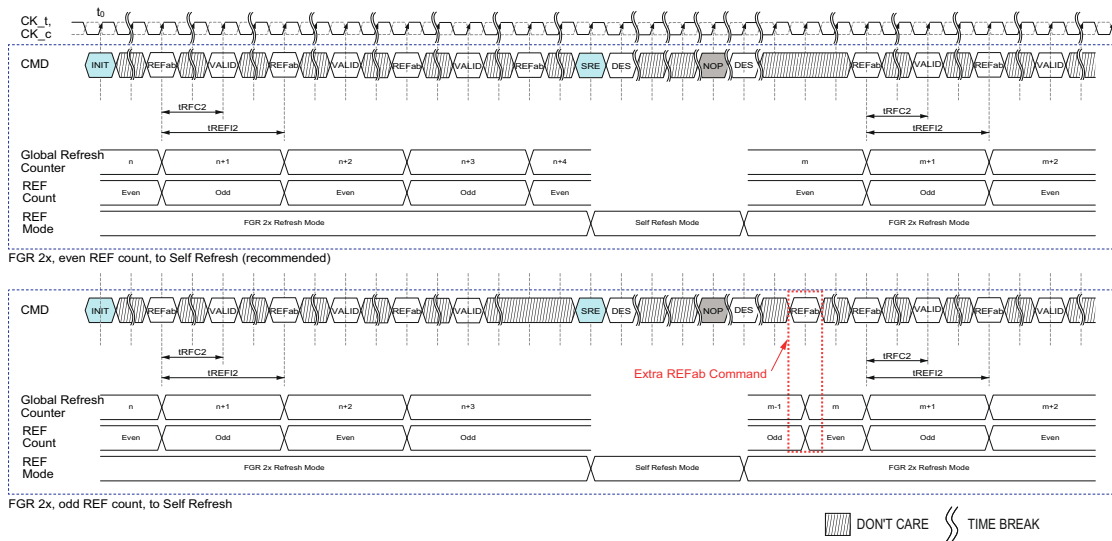 CK_t,
CK_c
t0
CMD INIT REFab VALID REFab VALID REFab VALID REFab SRE DES NOP DES REFab VALID REFab VALID
tRFC2 tRFC2
tREFI2 tREFI2
Global Refresh
Counter
n n+1 n+2 n+3 n+4 m m+1 m+2
REF
Count
Even Odd Even Odd Even Even Odd Even
REF
Mode
FGR 2x Refresh Mode Self Refesh Mode FGR 2x Refresh Mode
FGR 2x, even REF count, to Self Refresh (recommended)
CMD INIT REFab VALID REFab VALID REFab VALID SRE DES NOP DES REFab REFab VALID REFab VALID
tRFC2 tRFC2
tREFI2 tREFI2
Extra REFab Command
Global Refresh
Counter
n n+1 n+2 n+3 m-1 m m+1 m+2
REF
Count
Even Odd Even Odd Odd Even Odd Even
REF
Mode
FGR 2x Refresh Mode Self Refesh Mode FGR 2x Refresh Mode
FGR 2x, odd REF count, to Self Refresh
DON'T CARE TIME BREAK